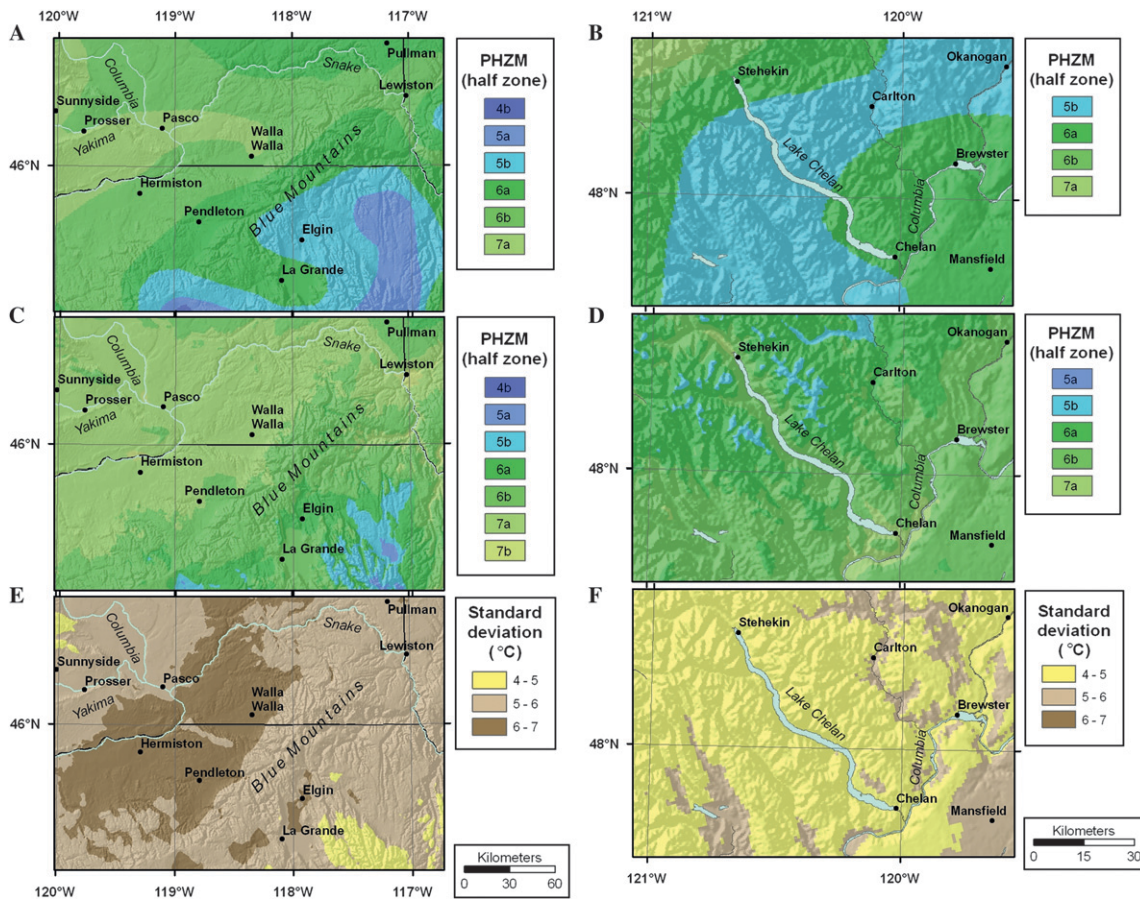 120°W 119°W 118°W 117°W
121°W 120°W
A
Pullman
Columbia
Snake
Lewiston
Sunnyside
Prosser
Pasco
Yakima
Walla
Walla
46°N
Blue Mountains
Hermiston
Pendleton
Elgin
La Grande
PHZM
(half zone)
4b
5a
5b
6a
6b
7a
B
Okanogan
Stehekin
Carlton
Brewster
Lake Chelan
48°N
Columbia
Chelan
Mansfield
PHZM
(half zone)
5b
6a
6b
7a
C
Pullman
Columbia
Snake
Lewiston
Sunnyside
Prosser
Pasco
Yakima
Walla
Walla
46°N
Blue Mountains
Hermiston
Pendleton
Elgin
La Grande
PHZM
(half zone)
4b
5a
5b
6a
6b
7a
7b
D
Okanogan
Stehekin
Carlton
Brewster
Lake Chelan
48°N
Columbia
Chelan
Mansfield
PHZM
(half zone)
5a
5b
6a
6b
7a
E
Pullman
Columbia
Snake
Lewiston
Sunnyside
Prosser
Pasco
Yakima
Walla
Walla
46°N
Blue Mountains
Hermiston
Pendleton
Elgin
La Grande
Standard
deviation
(°C)
4 - 5
5 - 6
6 - 7
Kilometers
0 30 60
120°W 119°W 118°W 117°W
F
Okanogan
Stehekin
Carlton
Brewster
Lake Chelan
48°N
Columbia
Chelan
Mansfield
Standard
deviation
(°C)
4 - 5
5 - 6
6 - 7
Kilometers
0 15 30
121°W 120°W